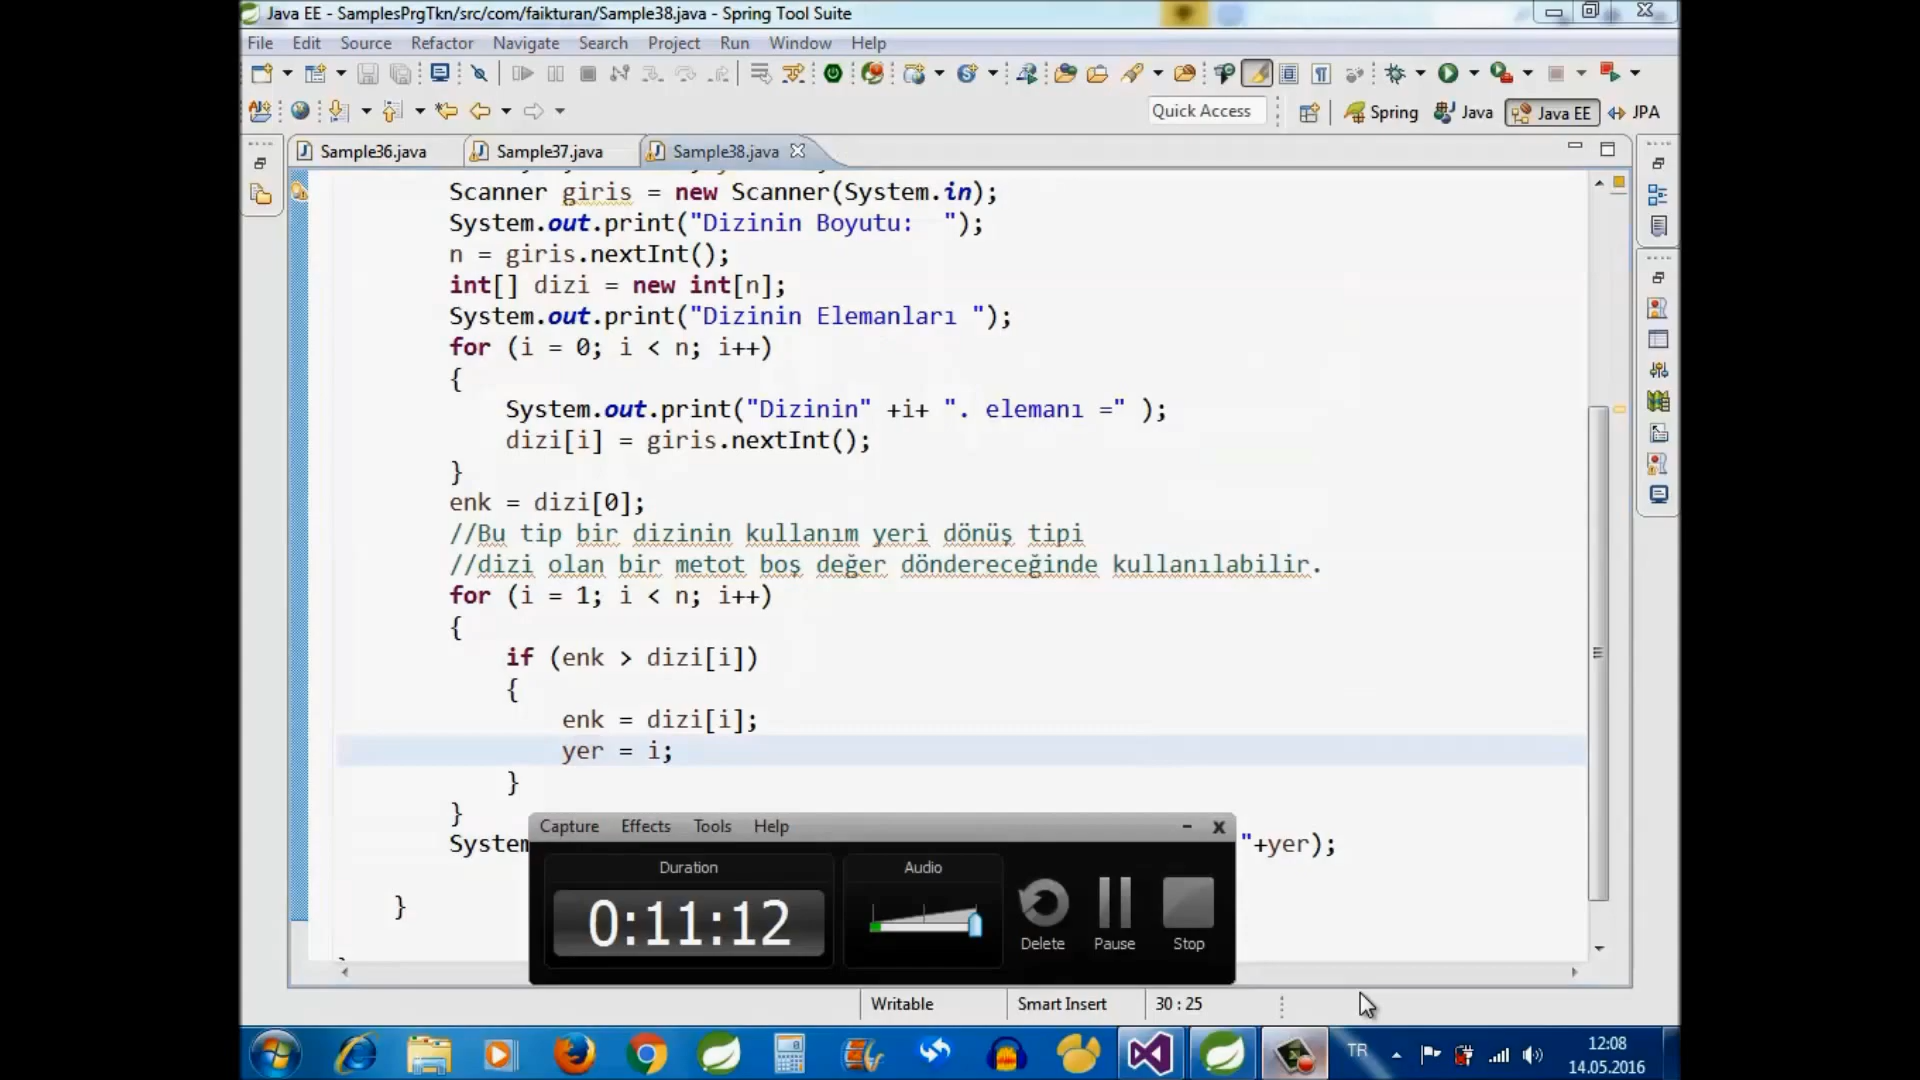 Java EE - SamplesPrgTkn/src/com/faikturan/Sample38.java - Spring Tool Suite
File Edit Source Refactor Navigate Search Project Run Window Help
Quick Access
Spring
Java
Java EE
JPA
Sample36.java
Sample37.java
Sample38.java
Scanner giris = new Scanner(System.in);
System.out.print("Dizinin Boyutu:  ");
n = giris.nextInt();
int[] dizi = new int[n];
System.out.print("Dizinin Elemanları ");
for (i = 0; i < n; i++)
{
System.out.print("Dizinin" +i+ ". elemanı =" );
dizi[i] = giris.nextInt();
}
enk = dizi[0];
//Bu tip bir dizinin kullanım yeri dönüş tipi
//dizi olan bir metot boş değer döndereceğinde kullanılabilir.
for (i = 1; i < n; i++)
{
if (enk > dizi[i])
{
enk = dizi[i];
yer = i;
}
}
System
"+yer);
}
Capture Effects Tools Help
Duration
0:11:12
Audio
Delete
Pause
Stop
Writable
Smart Insert
30 : 25
TR
12:08
14.05.2016